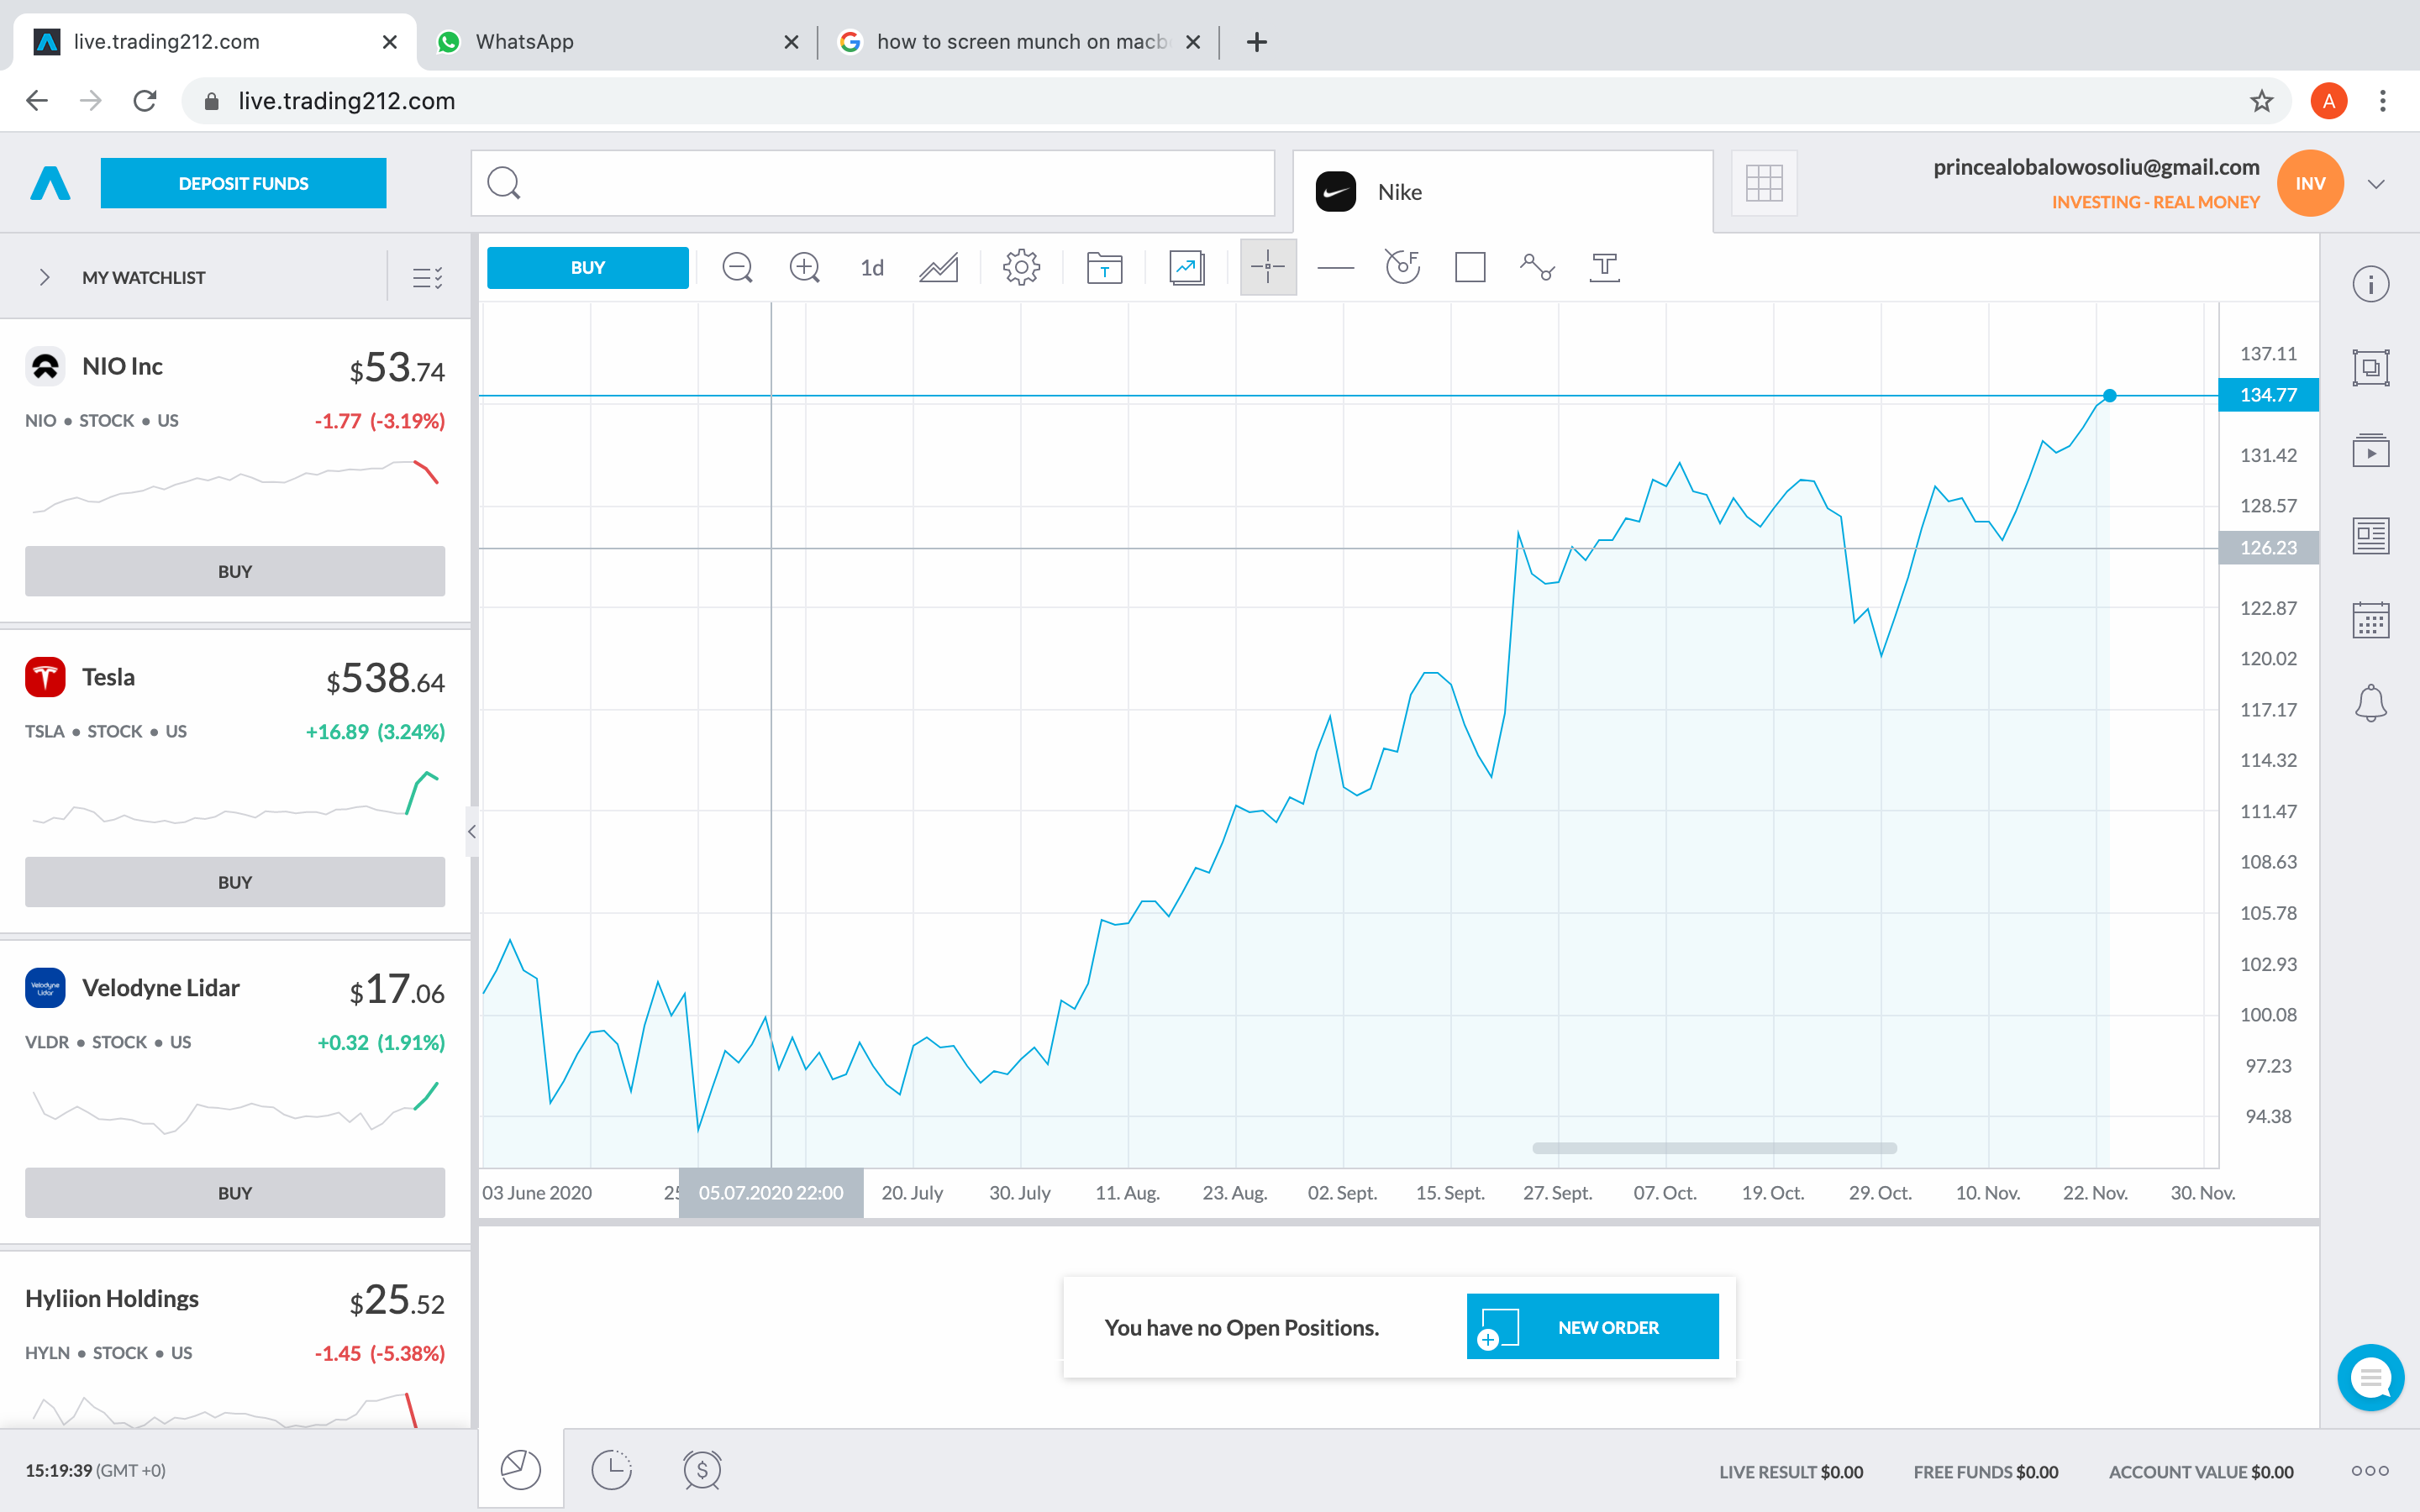 live.trading212.com
WhatsApp
how to screen munch on macb
live.trading212.com
A
DEPOSIT FUNDS
Nike
princealobalowosoliu@gmail.com
INVESTING - REAL MONEY
INV
MY WATCHLIST
BUY
1d
F
T
NIO Inc
$53.74
NIO • STOCK • US
-1.77 (-3.19%)
BUY
Tesla
$538.64
TSLA • STOCK • US
+16.89 (3.24%)
BUY
Velodyne Lidar
Velodyne Lidar
$17.06
VLDR • STOCK • US
+0.32 (1.91%)
BUY
Hyliion Holdings
$25.52
HYLN • STOCK • US
-1.45 (-5.38%)
137.11
134.77
131.42
128.57
126.23
122.87
120.02
117.17
114.32
111.47
108.63
105.78
102.93
100.08
97.23
94.38
03 June 2020
25
05.07.2020 22:00
20. July
30. July
11. Aug.
23. Aug.
02. Sept.
15. Sept.
27. Sept.
07. Oct.
19. Oct.
29. Oct.
10. Nov.
22. Nov.
30. Nov.
You have no Open Positions.
NEW ORDER
15:19:39 (GMT +0)
LIVE RESULT $0.00
FREE FUNDS $0.00
ACCOUNT VALUE $0.00